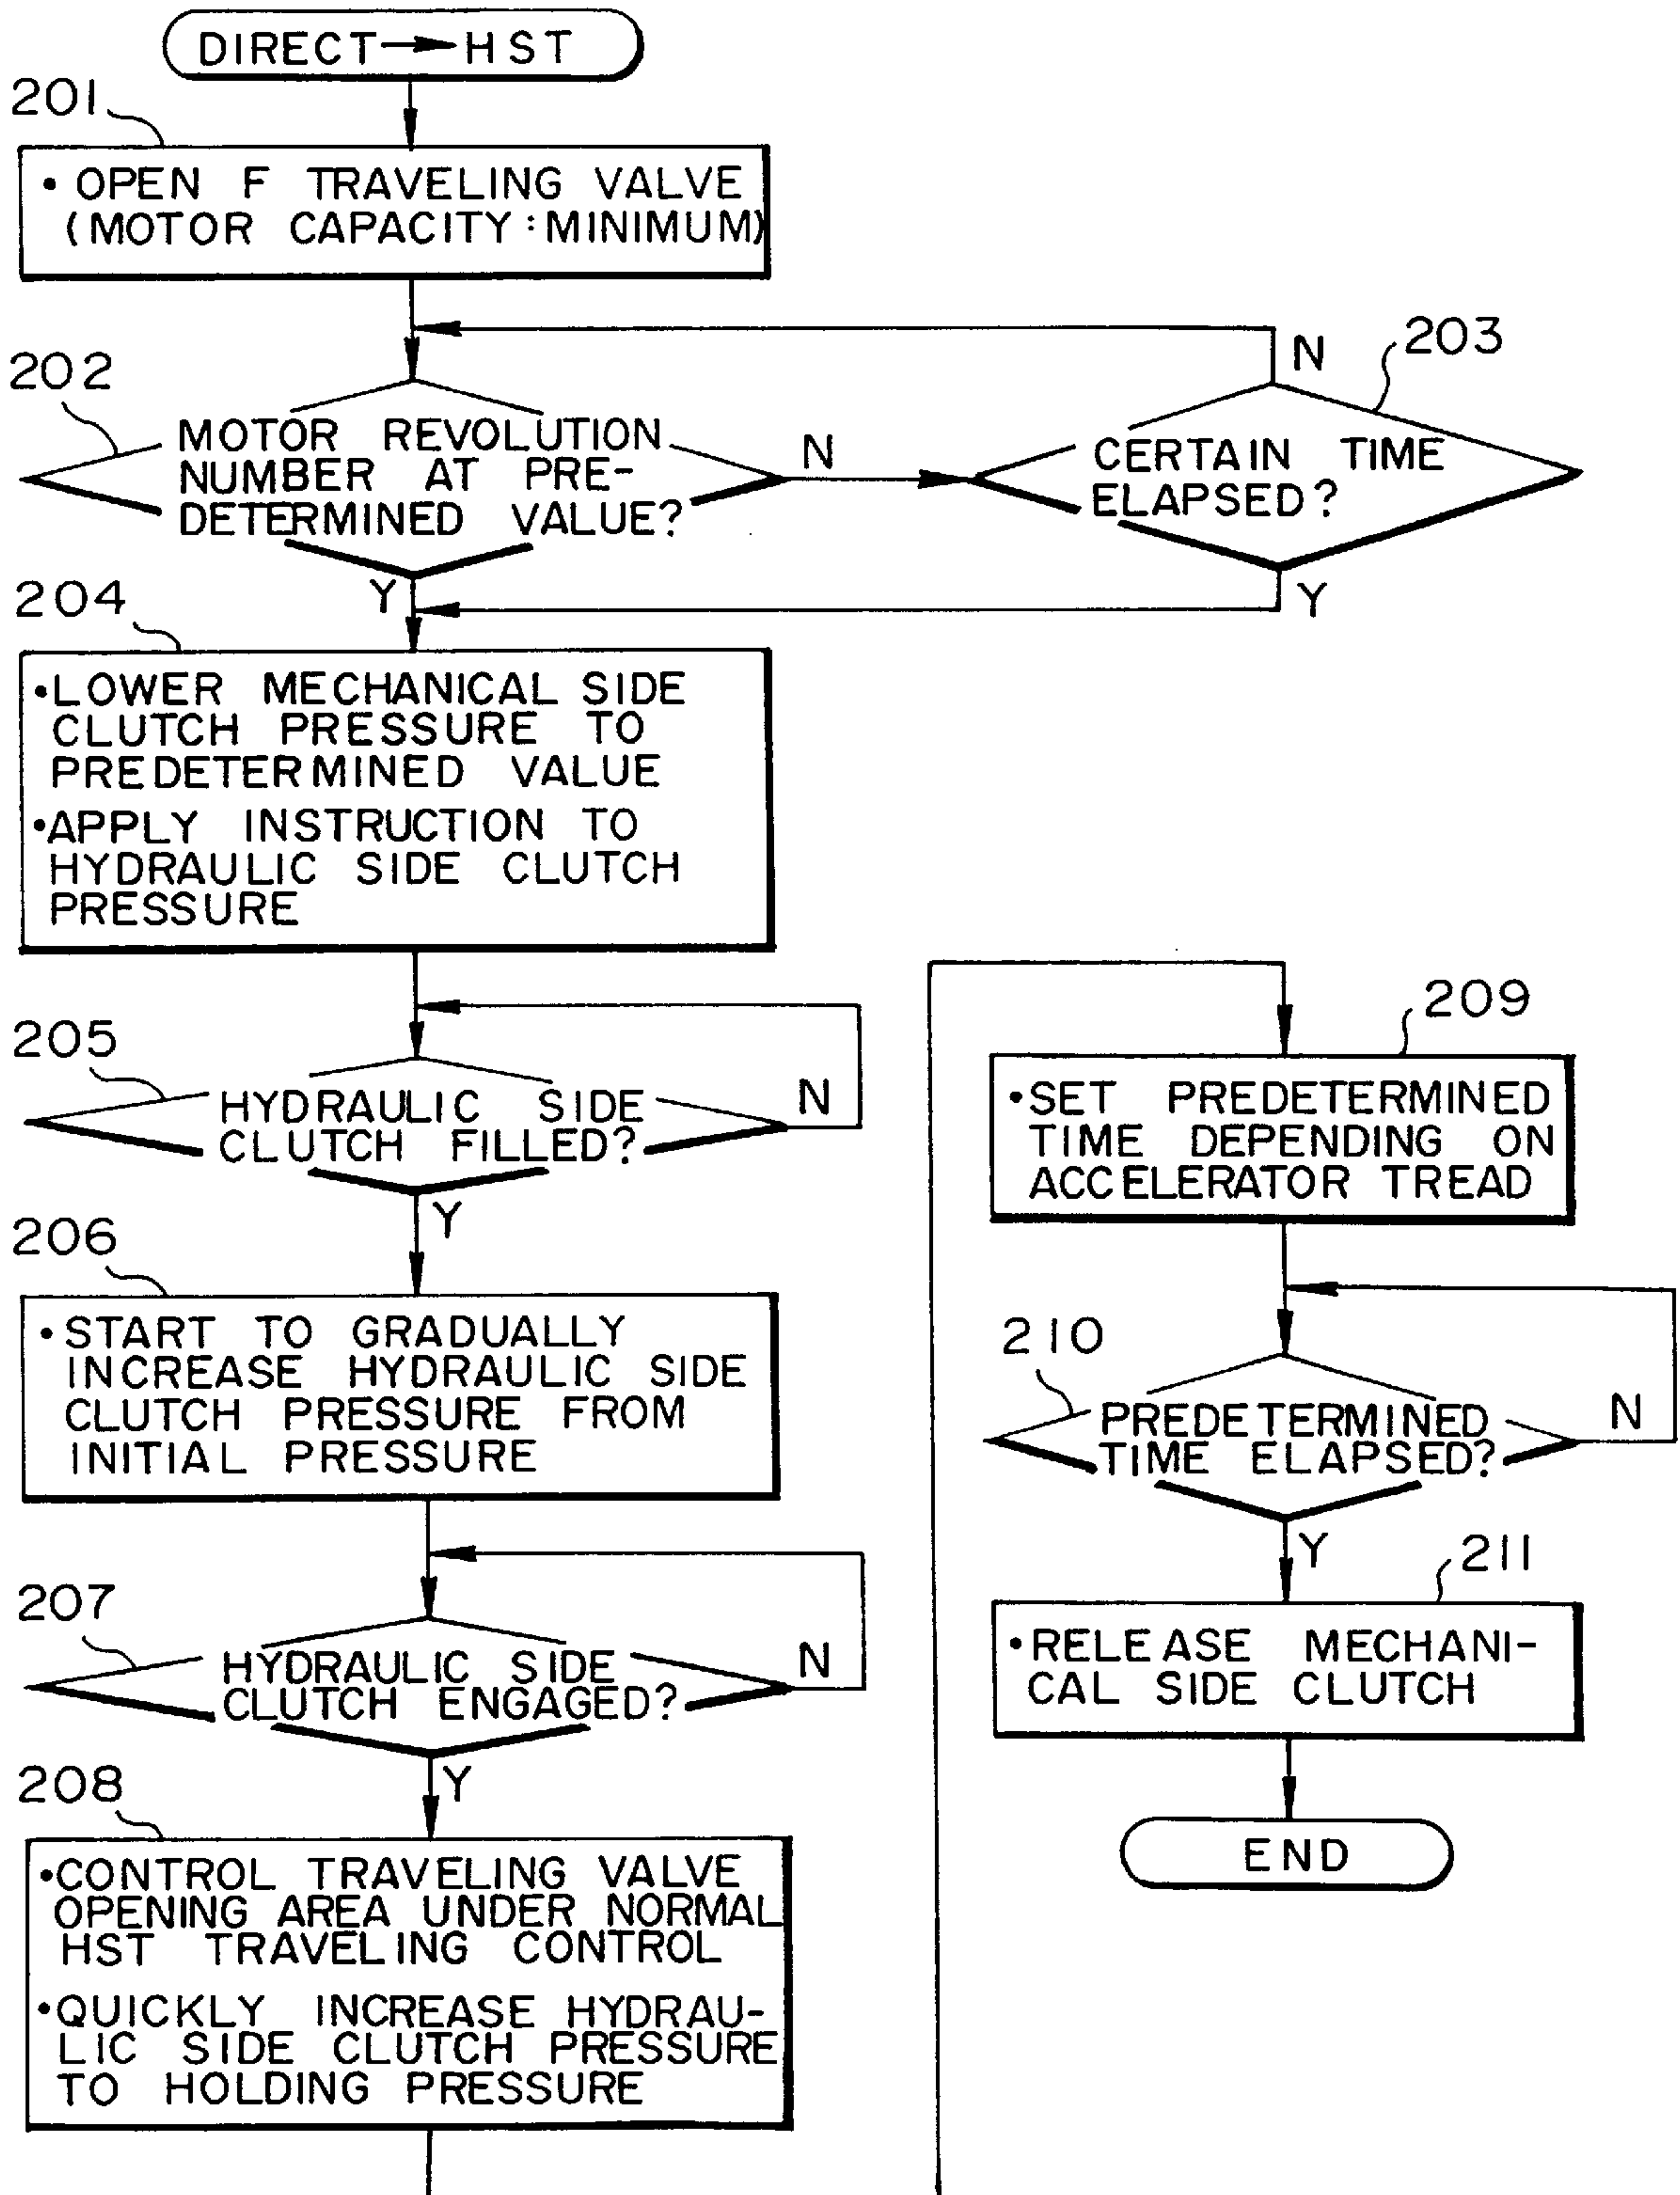 DIRECT→HST
201
• OPEN F TRAVELING VALVE
(MOTOR CAPACITY: MINIMUM)
202
MOTOR REVOLUTION
NUMBER AT PRE-
DETERMINED VALUE?
N
Y
203
N
CERTAIN TIME
ELAPSED?
Y
204
•LOWER MECHANICAL SIDE
CLUTCH PRESSURE TO
PREDETERMINED VALUE
•APPLY INSTRUCTION TO
HYDRAULIC SIDE CLUTCH
PRESSURE
205
HYDRAULIC SIDE
CLUTCH FILLED?
N
Y
206
•START TO GRADUALLY
INCREASE HYDRAULIC SIDE
CLUTCH PRESSURE FROM
INITIAL PRESSURE
207
HYDRAULIC SIDE
CLUTCH ENGAGED?
N
Y
208
•CONTROL TRAVELING VALVE
OPENING AREA UNDER NORMAL
HST TRAVELING CONTROL
•QUICKLY INCREASE HYDRAU-
LIC SIDE CLUTCH PRESSURE
TO HOLDING PRESSURE
209
•SET PREDETERMINED
TIME DEPENDING ON
ACCELERATOR TREAD
210
PREDETERMINED
TIME ELAPSED?
N
Y
211
•RELEASE MECHANI-
CAL SIDE CLUTCH
END